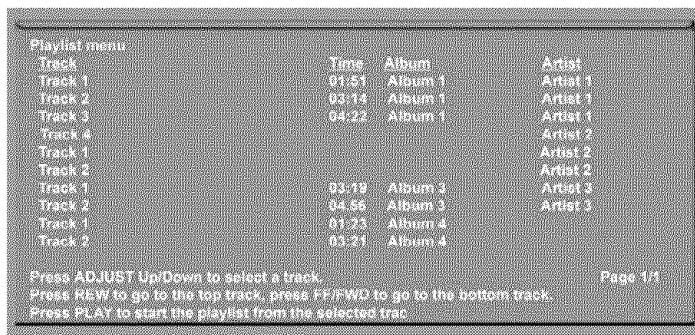 Playlist menu
Track Time Album Artist
Track 1 01:51 Album 1 Artist 1
Track 2 03:14 Album 1 Artist 1
Track 3 04:22 Album 1 Artist 1
Track 4 Artist 2
Track 1 Artist 2
Track 2 Artist 2
Track 1 03:19 Album 3 Artist 3
Track 2 04.56 Album 3 Artist 3
Track 1 01:23 Album 4
Track 2 03:21 Album 4
Press ADJUST Up/Down to select a track. Page 1/1
Press REW to go to the top track, press FF/FWD to go to the bottom track.
Press PLAY to start the playlist from the selected trac